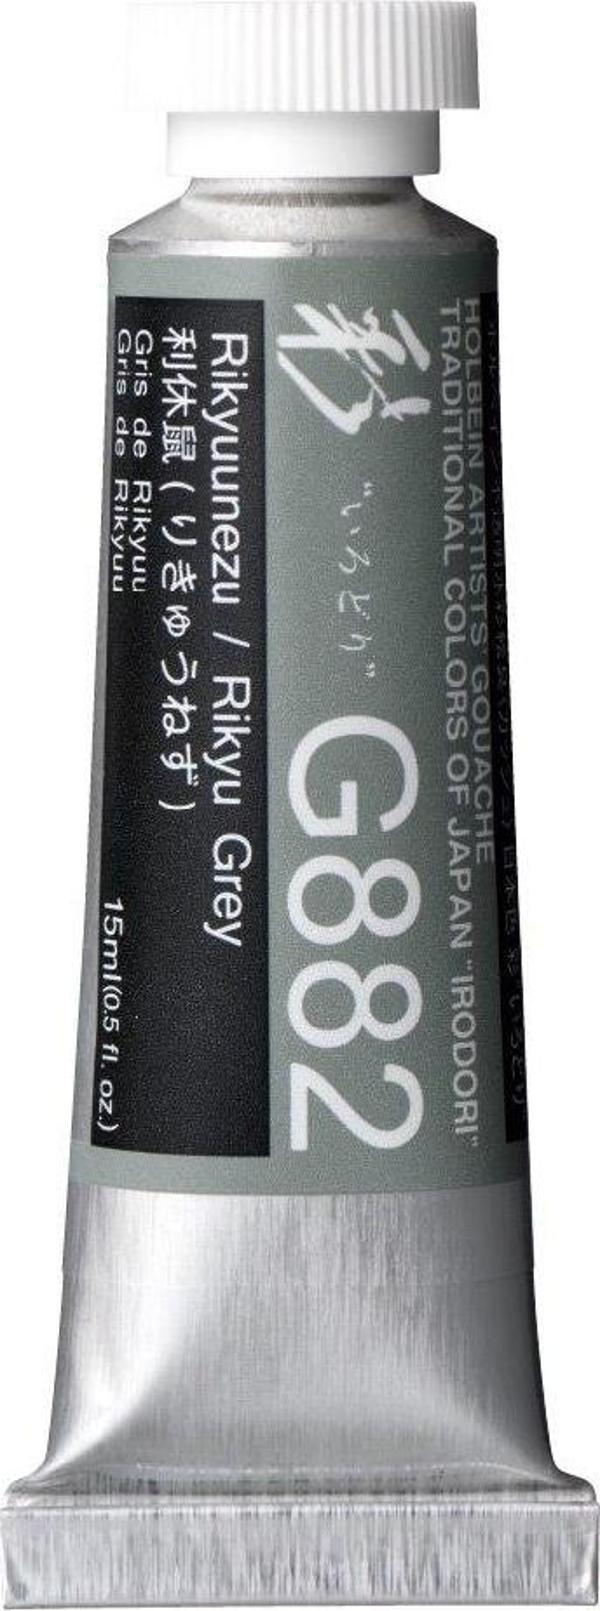 HOLBEIN ARTISTS' GOUACHE
TRADITIONAL COLORS OF JAPAN "IRODORI"
彩 "いろどり" G882
Rikyuunezu / Rikyu Grey
利休鼠 (りきゅうねず)
Gris de Rikyuu
Gris de Rikyuu
15ml(0.5 fl. oz.)